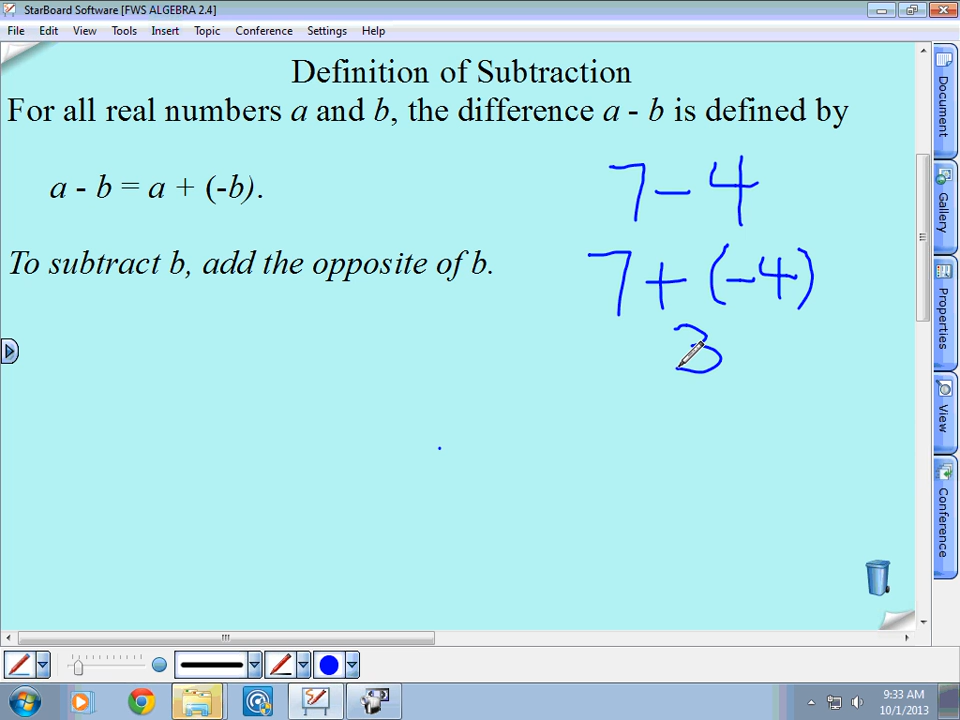 StarBoard Software [FWS ALGEBRA 2.4]
File Edit View Tools Insert Topic Conference Settings Help
Definition of Subtraction
For all real numbers a and b, the difference a - b is defined by
a - b = a + (-b).
To subtract b, add the opposite of b.
7 - 4
7 + (-4)
3
Document
Gallery
Properties
View
Conference
9:33 AM
10/1/2013